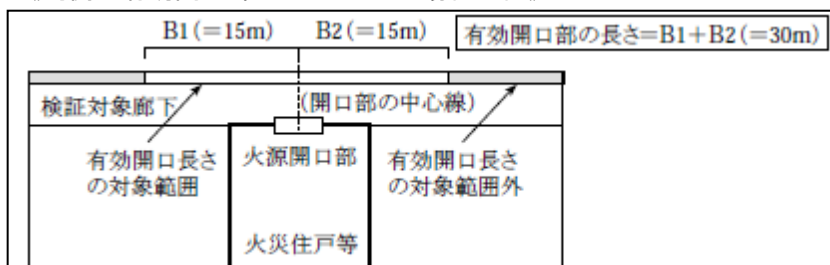 B1(=15m)
B2(=15m)
有効開口部の長さ=B1+B2(=30m)
検証対象廊下
(開口部の中心線)
有効開口長さ
の対象範囲
火源開口部
有効開口長さ
の対象範囲外
火災住戸等